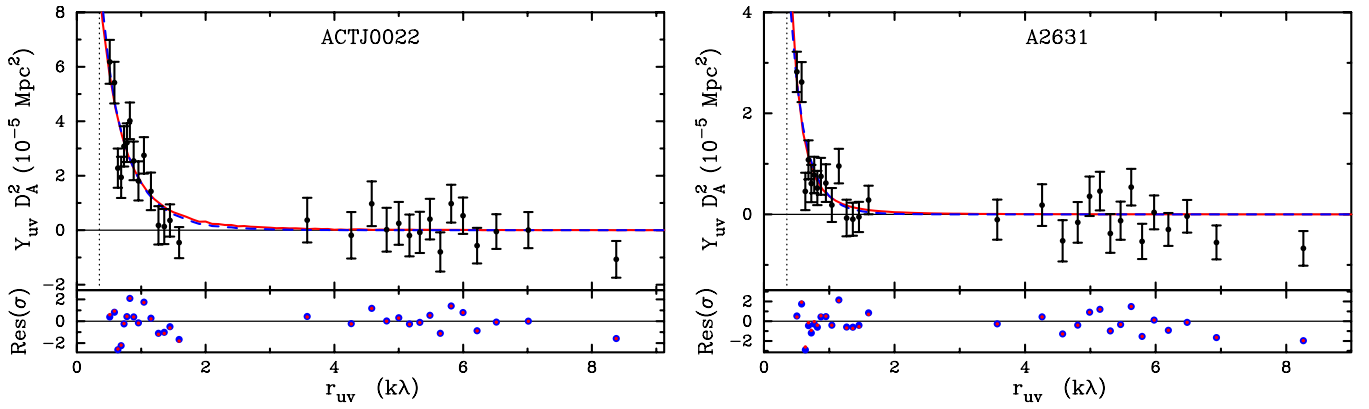 ACTJ0022
Y_uv D_A^2 (10^-5 Mpc^2)
8
6
4
2
0
−2
Res(σ)
2
0
−2
0 2 4 6 8
r_uv (kλ)
A2631
Y_uv D_A^2 (10^-5 Mpc^2)
4
2
0
Res(σ)
2
0
−2
0 2 4 6 8
r_uv (kλ)